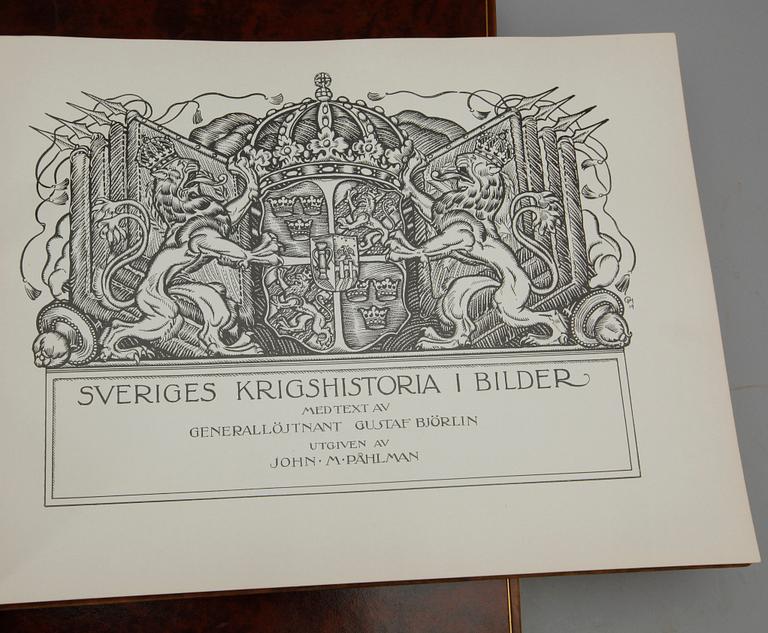 SVERIGES KRIGSHISTORIA I BILDER
MED TEXT AV
GENERALLÖJTNANT GUSTAF BJÖRLIN
UTGIVEN AV
JOHN·M·PÅHLMAN